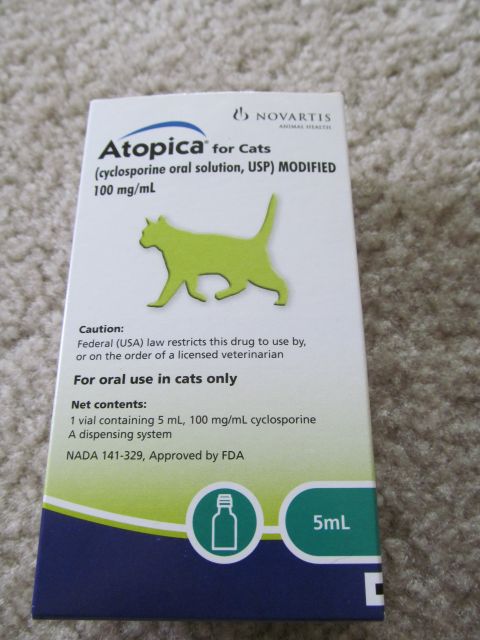 NOVARTIS
ANIMAL HEALTH
Atopica® for Cats
(cyclosporine oral solution, USP) MODIFIED
100 mg/mL
Caution:
Federal (USA) law restricts this drug to use by,
or on the order of a licensed veterinarian
For oral use in cats only
Net contents:
1 vial containing 5 mL, 100 mg/mL cyclosporine
A dispensing system
NADA 141-329, Approved by FDA
5mL